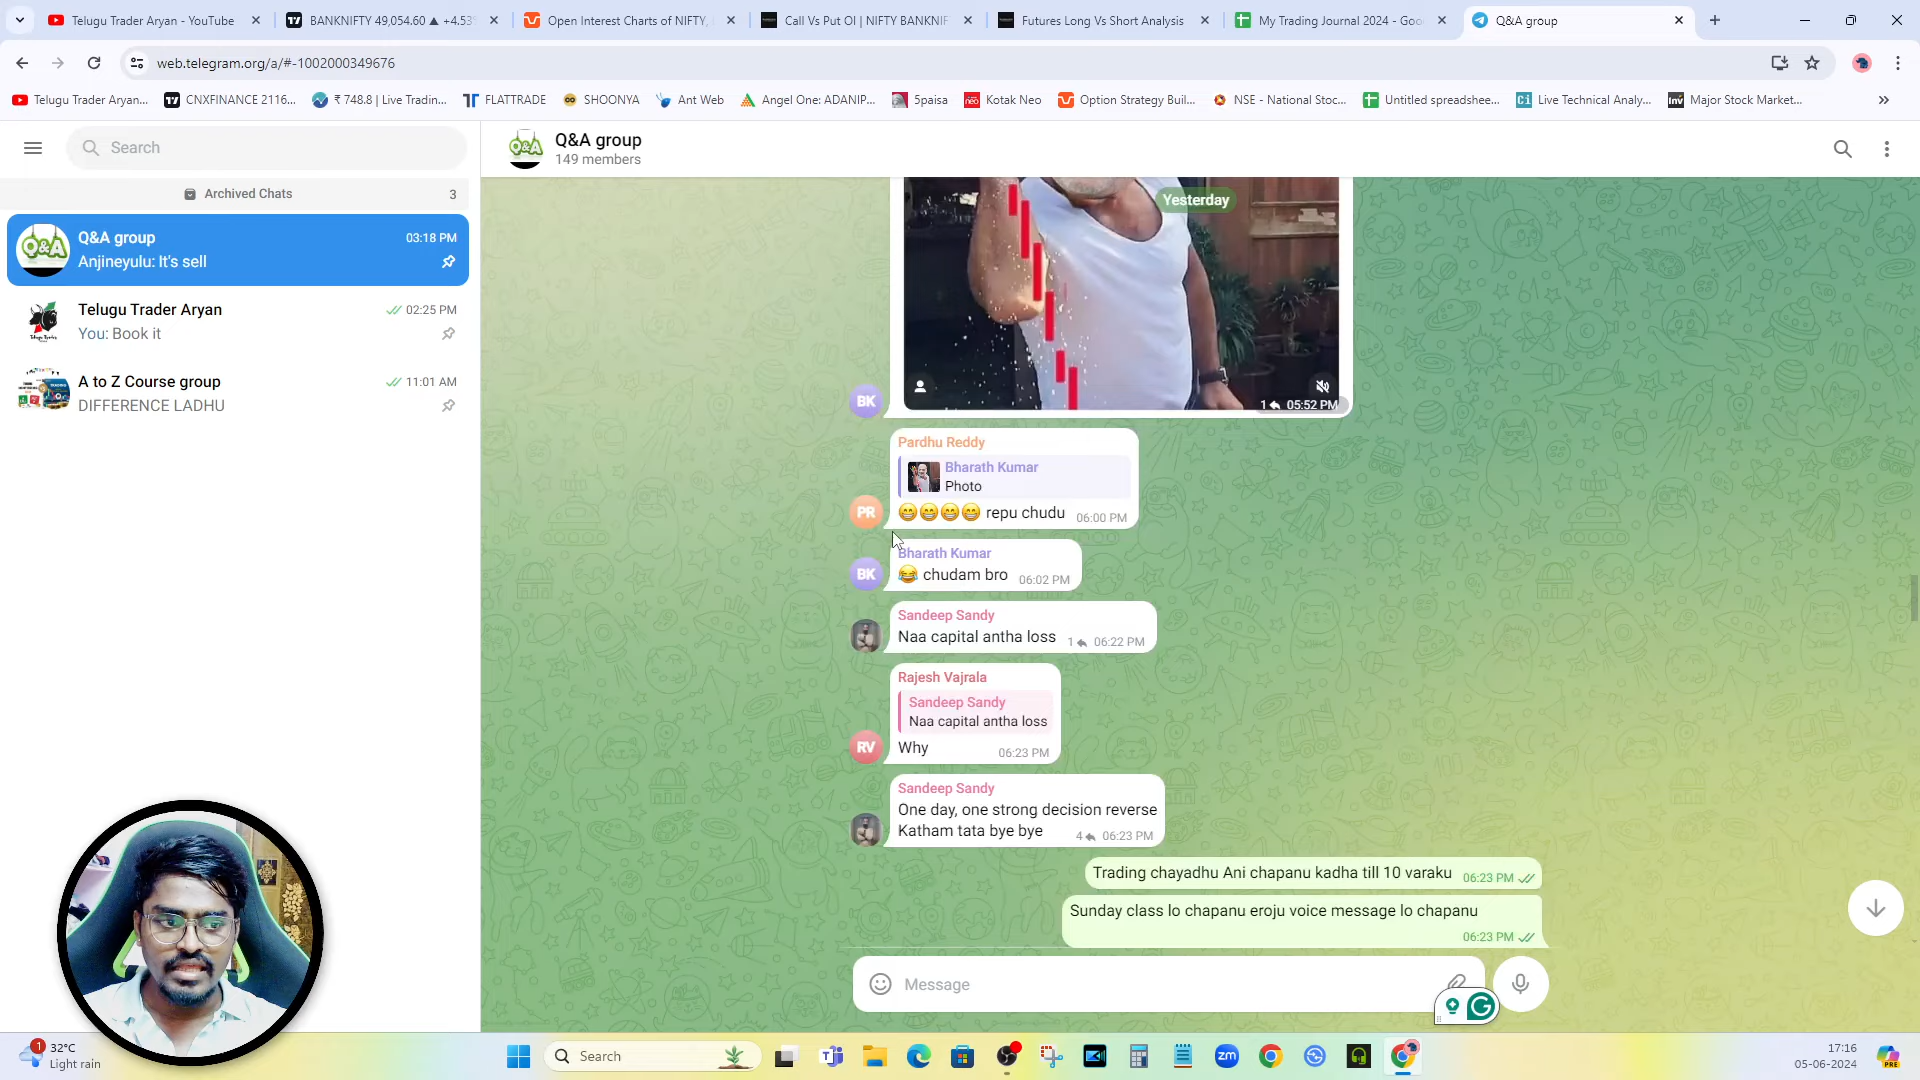 Telugu Trader Aryan - YouTube
BANKNIFTY 49,054.60 ▲ +4.53
Open Interest Charts of NIFTY,
Call Vs Put OI | NIFTY BANKNIF
Futures Long Vs Short Analysis
My Trading Journal 2024 - Goo
Q&A group
web.telegram.org/a/#-1002000349676
Telugu Trader Aryan...
CNXFINANCE 2116...
₹ 748.8 | Live Tradin...
FLATTRADE
SHOONYA
Ant Web
Angel One: ADANIP...
5paisa
Kotak Neo
Option Strategy Buil...
NSE - National Stoc...
Untitled spreadshee...
Live Technical Analy...
Major Stock Market...
Search
Archived Chats 3
Q&A group 03:18 PM
Anjineyulu: It's sell
Telugu Trader Aryan 02:25 PM
You: Book it
A to Z Course group 11:01 AM
DIFFERENCE LADHU
Q&A
Q&A group
149 members
Yesterday
1 05:52 PM
BK
Pardhu Reddy
Bharath Kumar
Photo
😁😁😁😁 repu chudu 06:00 PM
PR
Bharath Kumar
😂 chudam bro 06:02 PM
BK
Sandeep Sandy
Naa capital antha loss 1 06:22 PM
Rajesh Vajrala
Sandeep Sandy
Naa capital antha loss
Why 06:23 PM
RV
Sandeep Sandy
One day, one strong decision reverse
Katham tata bye bye 4 06:23 PM
Trading chayadhu Ani chapanu kadha till 10 varaku 06:23 PM
Sunday class lo chapanu eroju voice message lo chapanu
06:23 PM
Message
1
32°C
Light rain
Search
zm
17:16
05-06-2024
PRE